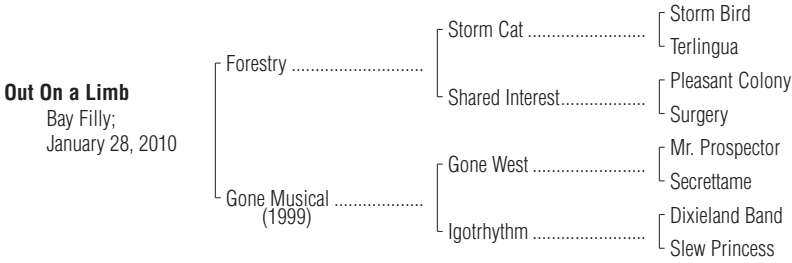 Out On a Limb
Bay Filly;
January 28, 2010
Forestry ............................
Gone Musical ...................
(1999)
Storm Cat .........................
Shared Interest..................
Gone West ........................
Igotrhythm ........................
Storm Bird
Terlingua
Pleasant Colony
Surgery
Mr. Prospector
Secrettame
Dixieland Band
Slew Princess